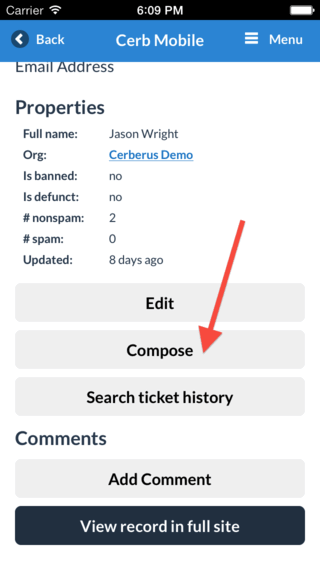 Carrier 6:09 PM
Back Cerb Mobile Menu
Email Address
Properties
Full name: Jason Wright
Org: Cerberus Demo
Is banned: no
Is defunct: no
# nonspam: 2
# spam: 0
Updated: 8 days ago
Edit
Compose
Search ticket history
Comments
Add Comment
View record in full site